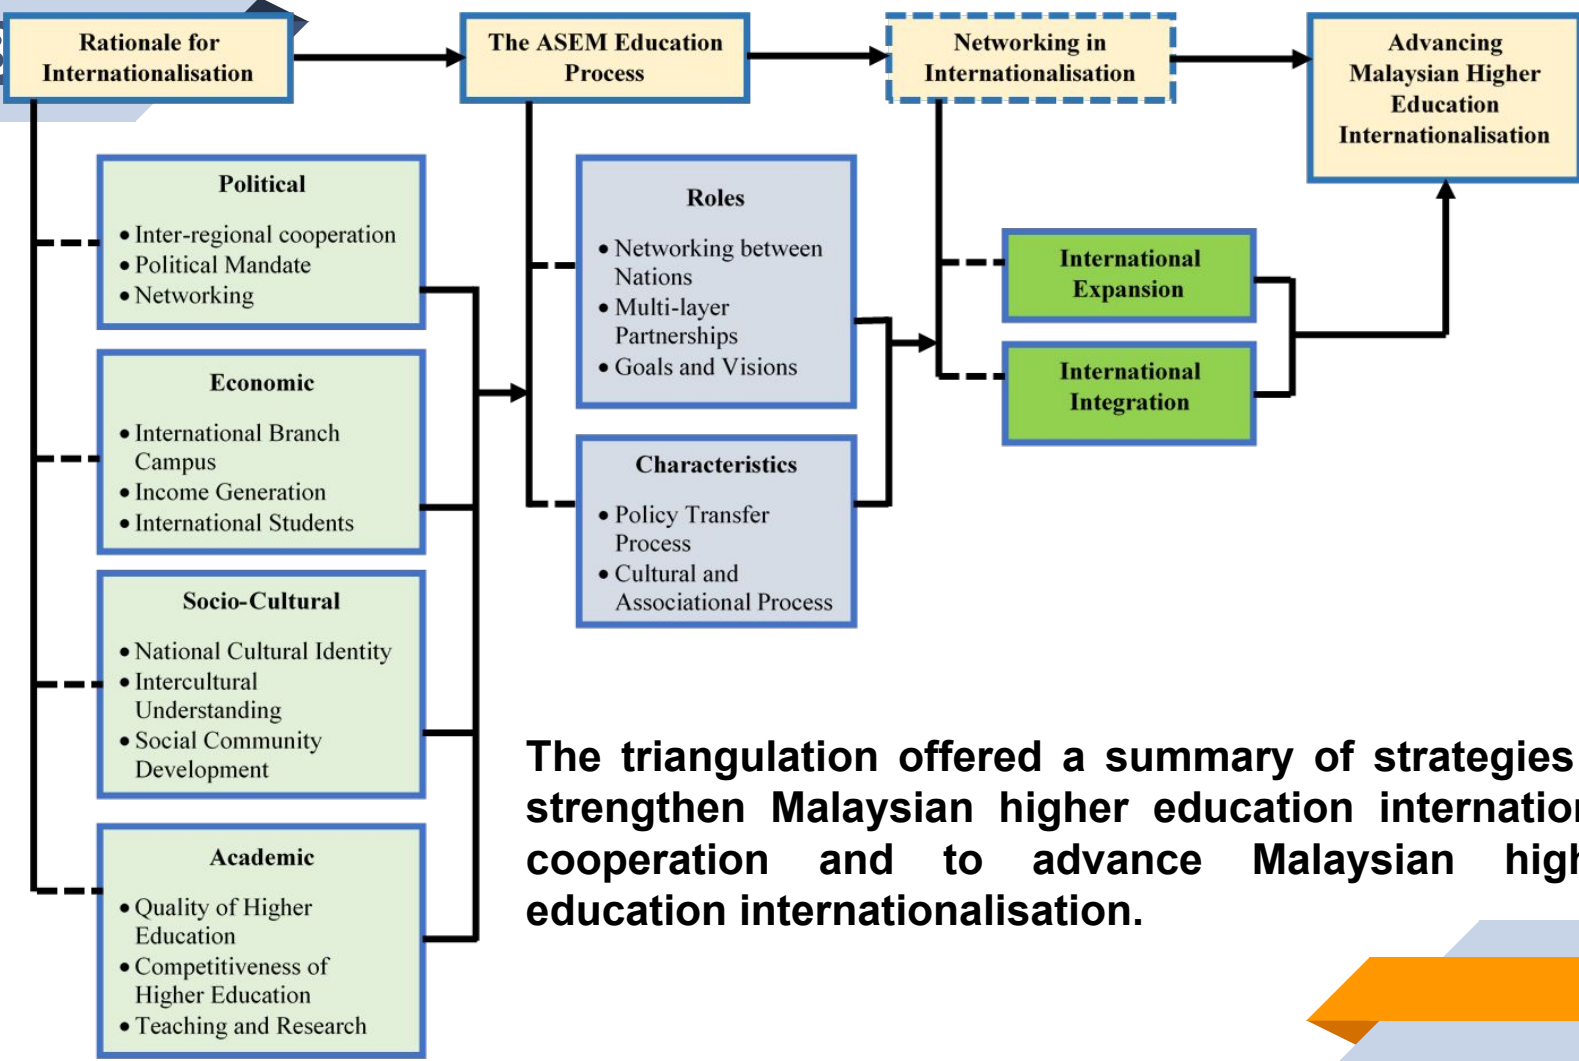 Rationale for
Internationalisation
The ASEM Education
Process
Networking in
Internationalisation
Advancing
Malaysian Higher
Education
Internationalisation
Political
• Inter-regional cooperation
• Political Mandate
• Networking
Economic
• International Branch
Campus
• Income Generation
• International Students
Socio-Cultural
• National Cultural Identity
• Intercultural
Understanding
• Social Community
Development
Academic
• Quality of Higher
Education
• Competitiveness of
Higher Education
• Teaching and Research
Roles
• Networking between
Nations
• Multi-layer
Partnerships
• Goals and Visions
Characteristics
• Policy Transfer
Process
• Cultural and
Associational Process
International
Expansion
International
Integration
The triangulation offered a summary of strategies
strengthen Malaysian higher education
cooperation and to advance Malaysian
education internationalisation.